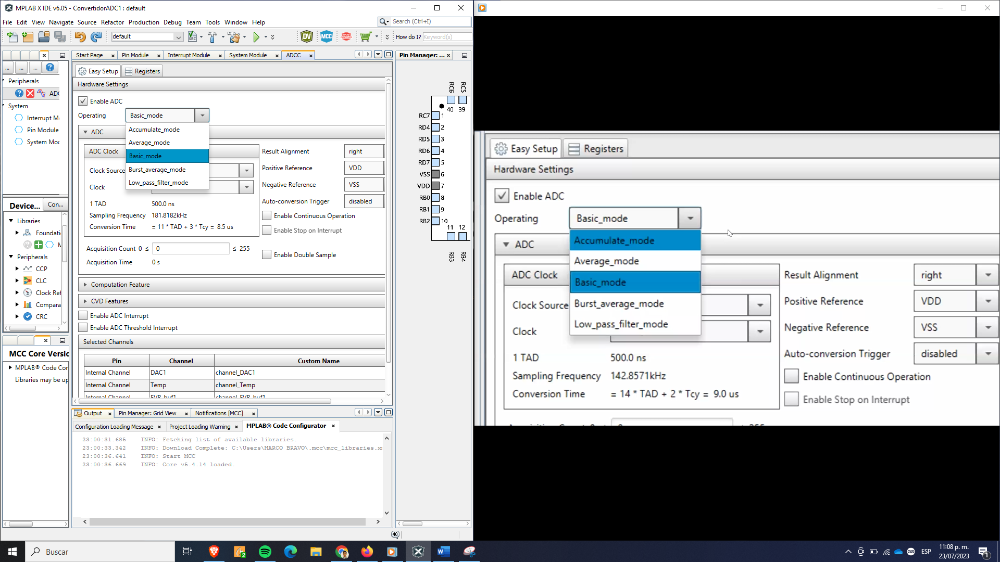 MPLAB X IDE v6.05 - ConvertidorADC1 : default
File Edit View Navigate Source Refactor Production Debug Team Tools Window Help
Search (Ctrl+I)
default
SRC
DV
MCC
How do I? Keyword(s)
Start Page Pin Module Interrupt Module System Module ADCC
Pin Manager: ...
... ... ...
Peripherals
ADC
System
Interrupt M
Pin Module
System Mod
Easy Setup Registers
Hardware Settings
Enable ADC
Operating Basic_mode
Accumulate_mode
Average_mode
Basic_mode
Burst_average_mode
Low_pass_filter_mode
ADC
ADC Clock
Clock Source
Clock
1 TAD 500.0 ns
Sampling Frequency 181.8182kHz
Conversion Time = 11 * TAD + 3 * Tcy = 8.5 us
Result Alignment right
Positive Reference VDD
Negative Reference VSS
Auto-conversion Trigger disabled
Enable Continuous Operation
Enable Stop on Interrupt
Acquisition Count 0 ≤ 0 ≤ 255
Enable Double Sample
Acquisition Time 0 s
Computation Feature
CVD Features
Enable ADC Interrupt
Enable ADC Threshold Interrupt
Selected Channels
Pin Channel Custom Name
Internal Channel DAC1 channel_DAC1
Internal Channel Temp channel_Temp
Internal Channel FVR_buf1 channel_FVR_buf1
RC6 RC5
40 39
RC7 1
RD4 2
RD5 3
RD6 4
RD7 5
VSS 6
VDD 7
RB0 8
RB1 9
RB2 10
11 12
RB3 RB4
Device... Con...
Libraries
Foundati
M
Peripherals
CCP
CLC
Clock Ref
Compara
CRC
MCC Core Versio
MPLAB® Code Cor
Libraries may be up
Output Pin Manager: Grid View Notifications [MCC]
Configuration Loading Message Project Loading Warning MPLAB® Code Configurator
23:00:31.685 INFO: Fetching list of available libraries.
23:00:33.342 INFO: Download Complete: C:\Users\MARCO BRAVO\.mcc\mcc_libraries.xm
23:00:36.641 INFO: Start MCC
23:00:36.669 INFO: Core v5.4.14 loaded.
40
Easy Setup Registers
Hardware Settings
Enable ADC
Operating Basic_mode
Accumulate_mode
Average_mode
Basic_mode
Burst_average_mode
Low_pass_filter_mode
ADC
ADC Clock
Clock Source
Clock
1 TAD 500.0 ns
Sampling Frequency 142.8571kHz
Conversion Time = 14 * TAD + 2 * Tcy = 9.0 us
Result Alignment right
Positive Reference VDD
Negative Reference VSS
Auto-conversion Trigger disabled
Enable Continuous Operation
Enable Stop on Interrupt
Buscar
ESP
11:08 p. m.
23/07/2023
1